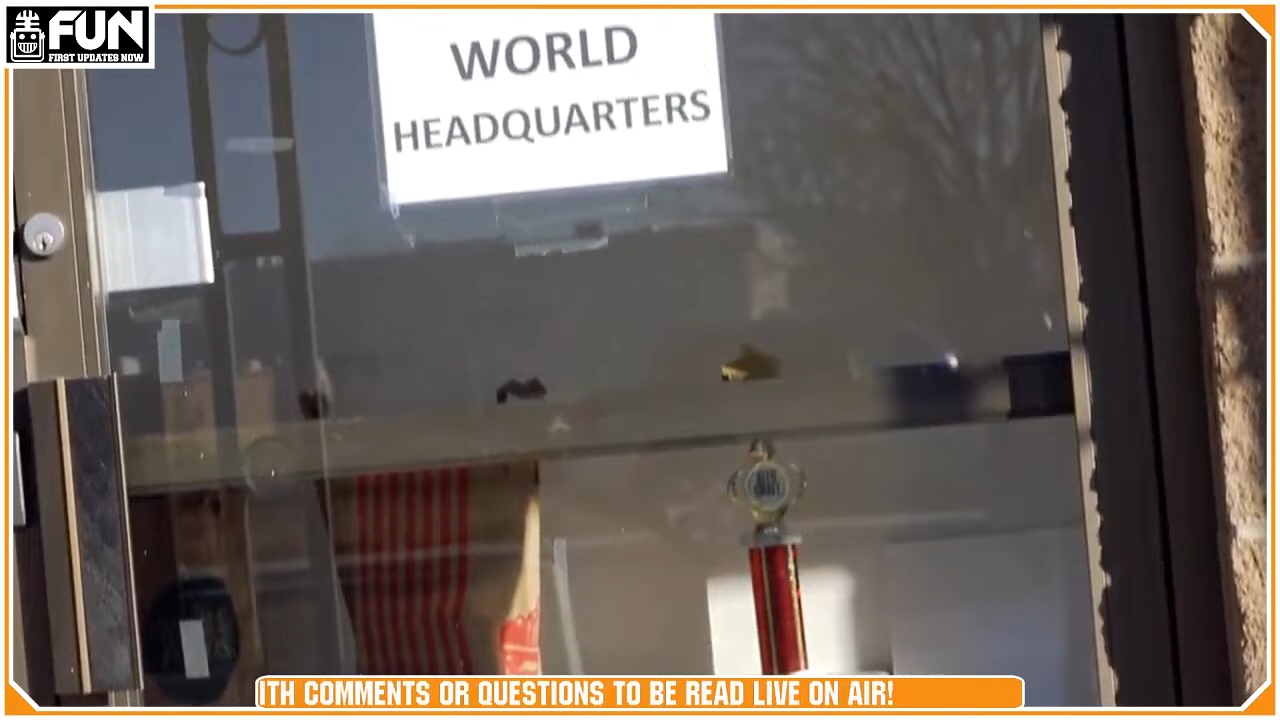 FUN
FIRST UPDATES NOW
WORLD
HEADQUARTERS
ITH COMMENTS OR QUESTIONS TO BE READ LIVE ON AIR!